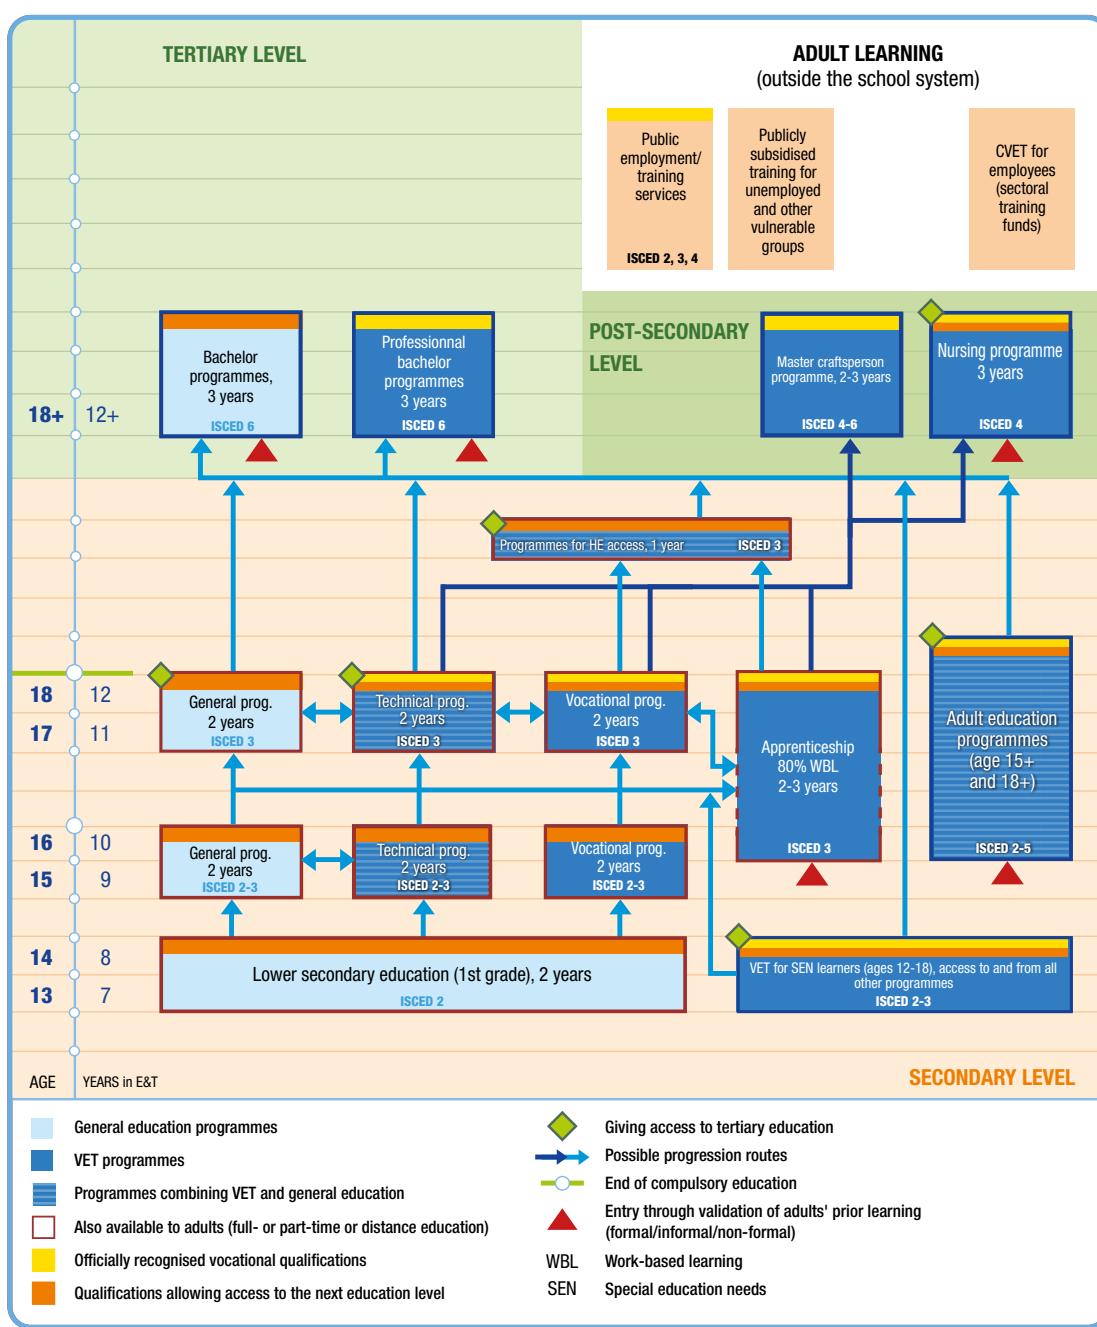 TERTIARY LEVEL
ADULT LEARNING
(outside the school system)
Public
employment/
training
services
ISCED 2, 3, 4
Publicly
subsidised
training for
unemployed
and other
vulnerable
groups
CVET for
employees
(sectoral
training
funds)
POST-SECONDARY
LEVEL
Bachelor
programmes,
3 years
ISCED 6
Professionnal
bachelor
programmes
3 years
ISCED 6
Master craftsperson
programme, 2-3 years
ISCED 4-6
Nursing programme
3 years
ISCED 4
18+ 12+
Programmes for HE access, 1 year ISCED 3
18 12
17 11
General prog.
2 years
ISCED 3
Technical prog.
2 years
ISCED 3
Vocational prog.
2 years
ISCED 3
Apprenticeship
80% WBL
2-3 years
ISCED 3
Adult education
programmes
(age 15+
and 18+)
ISCED 2-5
16 10
15 9
General prog.
2 years
ISCED 2-3
Technical prog.
2 years
ISCED 2-3
Vocational prog.
2 years
ISCED 2-3
14 8
13 7
Lower secondary education (1st grade), 2 years
ISCED 2
VET for SEN learners (ages 12-18), access to and from all
other programmes
ISCED 2-3
AGE YEARS in E&T
SECONDARY LEVEL
General education programmes
VET programmes
Programmes combining VET and general education
Also available to adults (full- or part-time or distance education)
Officially recognised vocational qualifications
Qualifications allowing access to the next education level
Giving access to tertiary education
Possible progression routes
End of compulsory education
Entry through validation of adults' prior learning
(formal/informal/non-formal)
WBL Work-based learning
SEN Special education needs